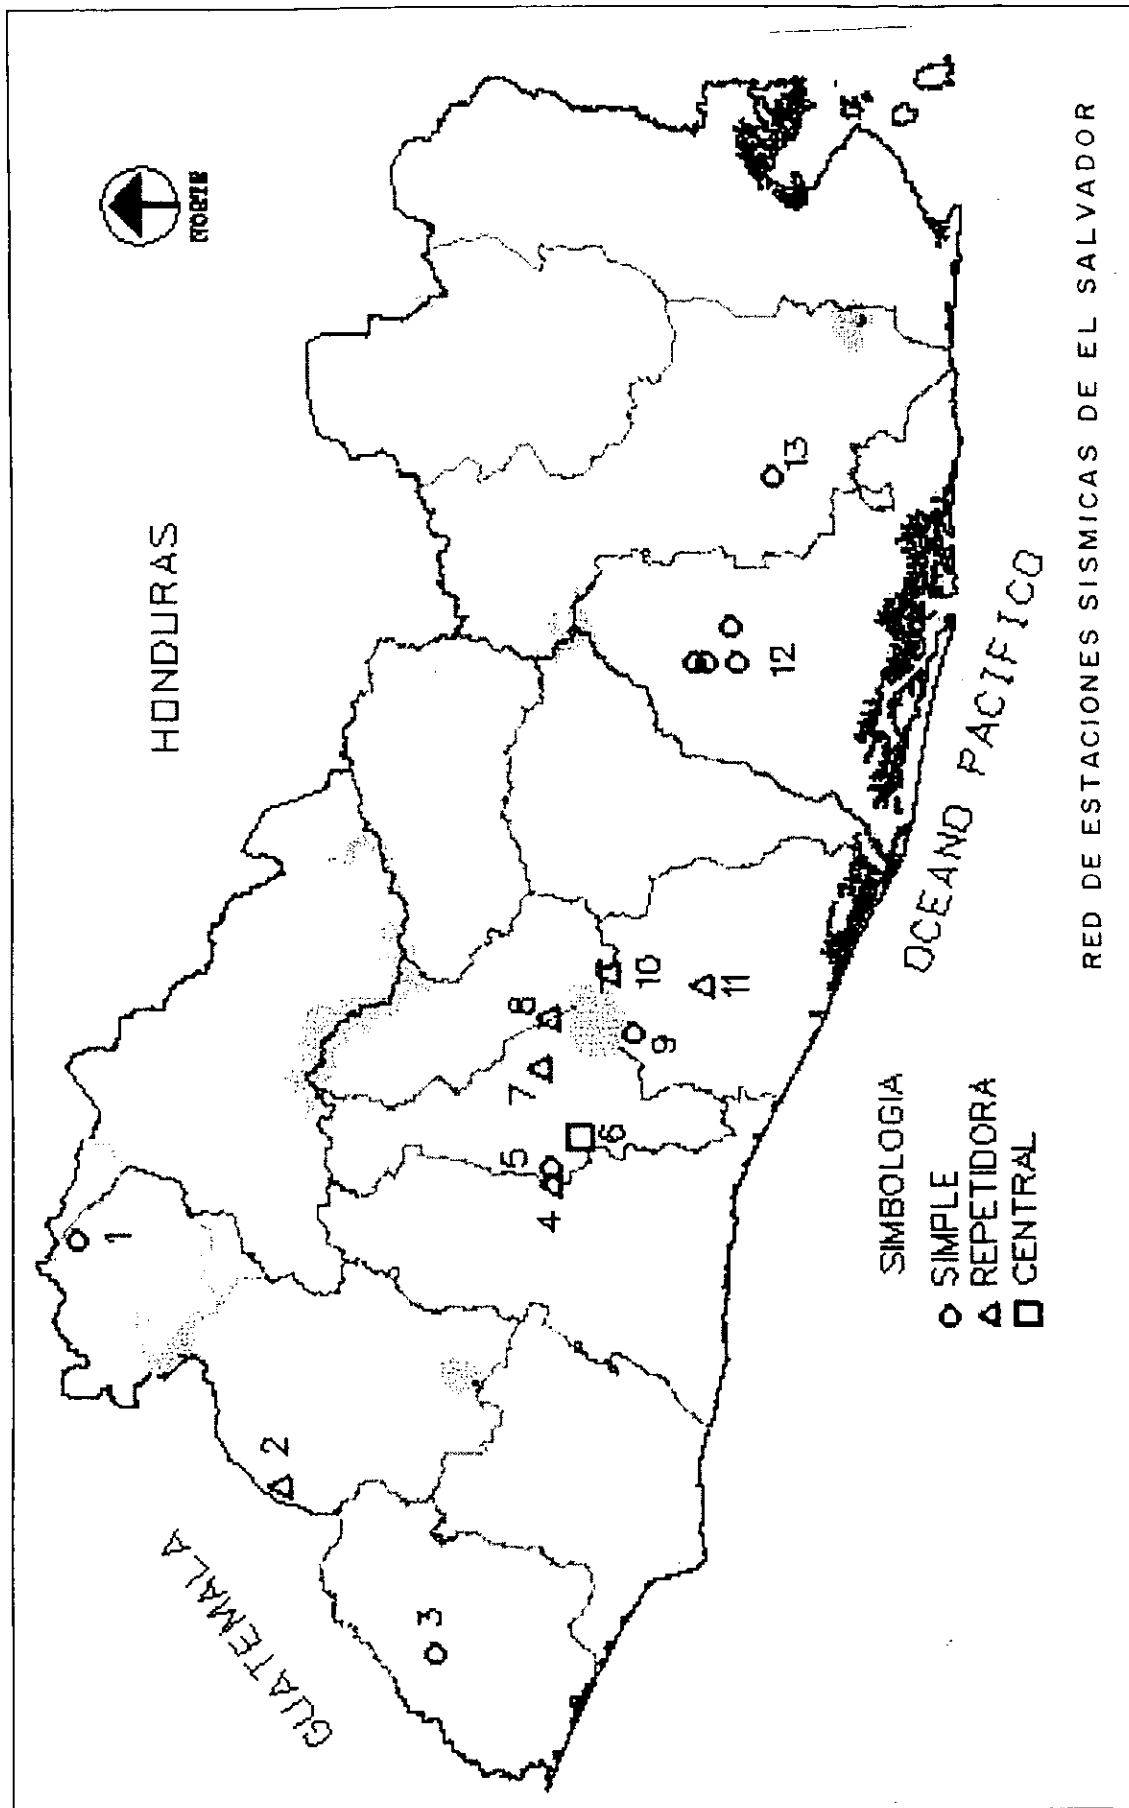 NORTE
HONDURAS
GUATEMALA
1
2
3
4
5
6
7
8
9
10
11
12
13
OCEANO PACIFICO
SIMBOLOGIA
SIMPLE
REPETIDORA
CENTRAL
RED DE ESTACIONES SISMICAS DE EL SALVADOR